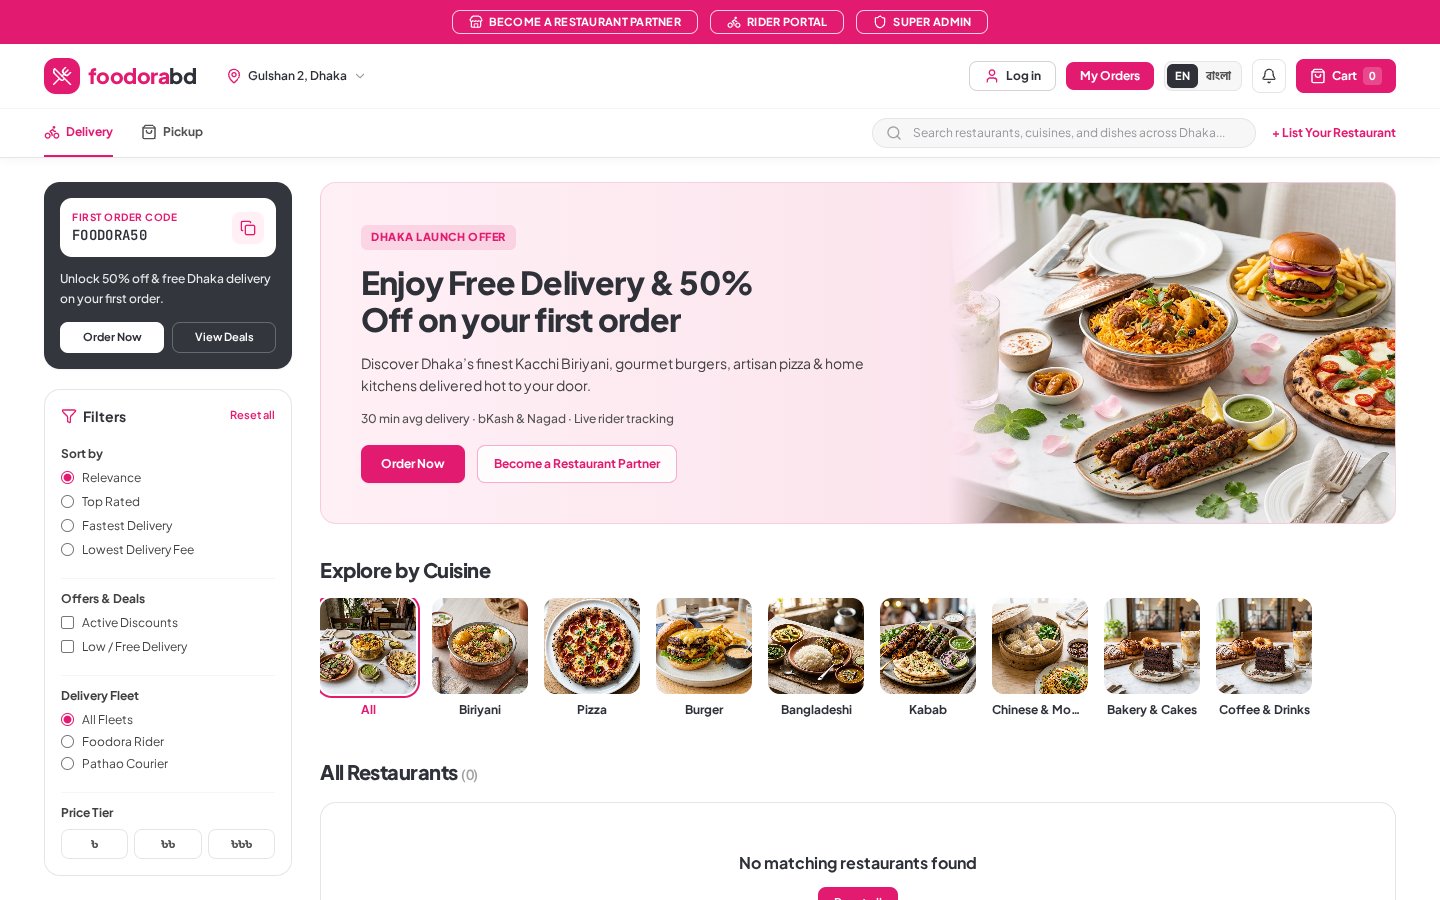 BECOME A RESTAURANT PARTNER
RIDER PORTAL
SUPER ADMIN
foodorabd
Gulshan 2, Dhaka
Log in
My Orders
EN
বাংলা
Cart 0
Delivery
Pickup
Search restaurants, cuisines, and dishes across Dhaka...
+ List Your Restaurant
FIRST ORDER CODE
FOODORA50
Unlock 50% off & free Dhaka delivery
on your first order.
Order Now
View Deals
Filters
Reset all
Sort by
Relevance
Top Rated
Fastest Delivery
Lowest Delivery Fee
Offers & Deals
Active Discounts
Low / Free Delivery
Delivery Fleet
All Fleets
Foodora Rider
Pathao Courier
Price Tier
৳
৳৳
৳৳৳
DHAKA LAUNCH OFFER
Enjoy Free Delivery & 50%
Off on your first order
Discover Dhaka's finest Kacchi Biriyani, gourmet burgers, artisan pizza & home
kitchens delivered hot to your door.
30 min avg delivery · bKash & Nagad · Live rider tracking
Order Now
Become a Restaurant Partner
Explore by Cuisine
All
Biriyani
Pizza
Burger
Bangladeshi
Kabab
Chinese & Mo...
Bakery & Cakes
Coffee & Drinks
All Restaurants (0)
No matching restaurants found